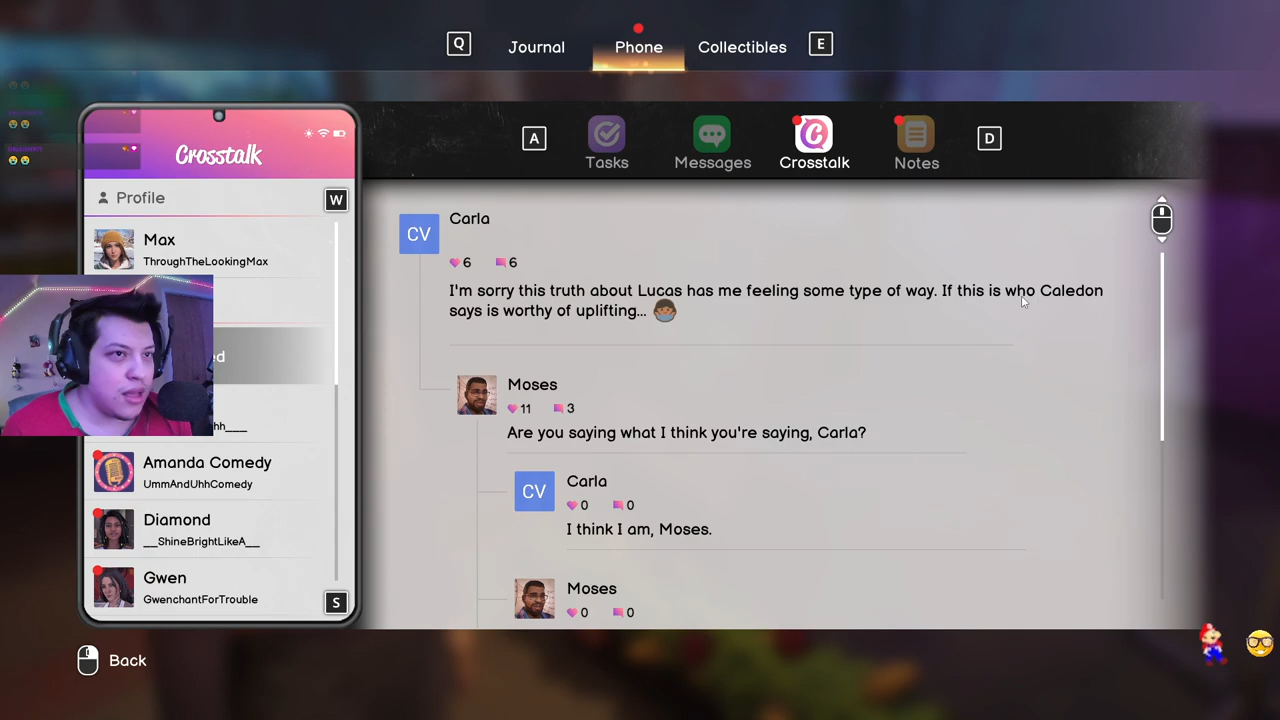 Q Journal Phone Collectibles E
A Tasks Messages Crosstalk Notes D
Crosstalk
Profile W
Max
ThroughTheLookingMax
ed
hh___
Amanda Comedy
UmmAndUhhComedy
Diamond
__ShineBrightLikeA__
Gwen
GwenchantForTrouble
S
CV Carla
6 6
I'm sorry this truth about Lucas has me feeling some type of way. If this is who Caledon
says is worthy of uplifting...
Moses
11 3
Are you saying what I think you're saying, Carla?
CV Carla
0 0
I think I am, Moses.
Moses
0 0
Back